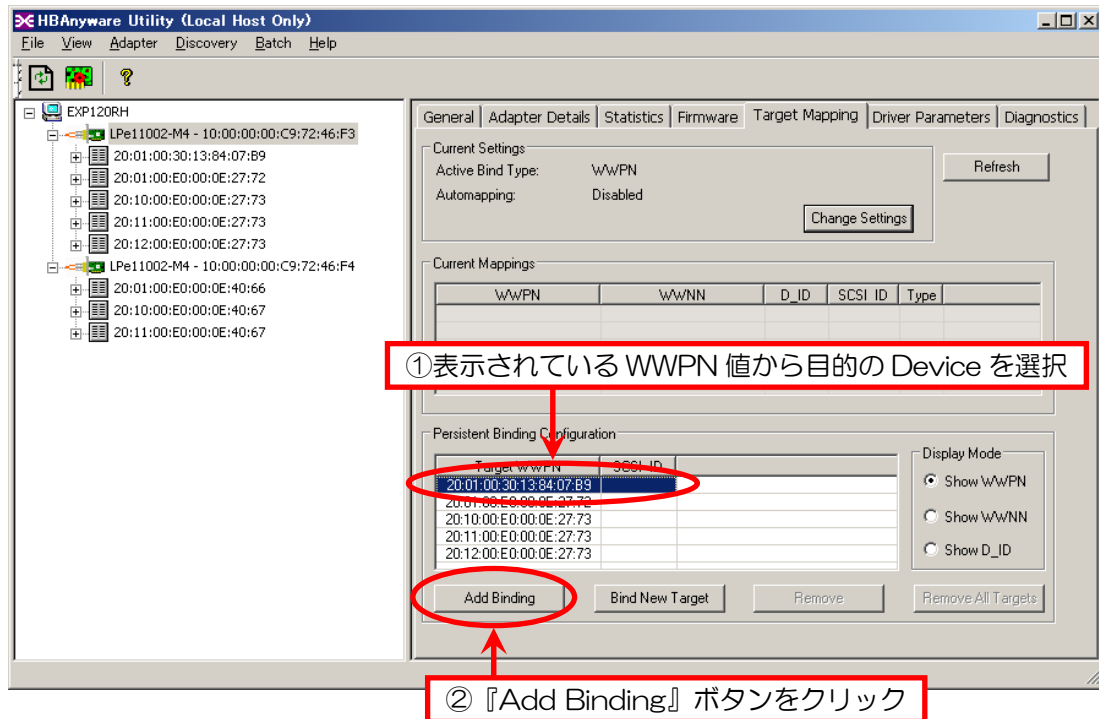 HBAnyware Utility (Local Host Only)
File View Adapter Discovery Batch Help
EXP120RH
LPe11002-M4 - 10:00:00:00:C9:72:46:F3
20:01:00:30:13:84:07:B9
20:01:00:E0:00:0E:27:72
20:10:00:E0:00:0E:27:73
20:11:00:E0:00:0E:27:73
20:12:00:E0:00:0E:27:73
LPe11002-M4 - 10:00:00:00:C9:72:46:F4
20:01:00:E0:00:0E:40:66
20:10:00:E0:00:0E:40:67
20:11:00:E0:00:0E:40:67
General Adapter Details Statistics Firmware Target Mapping Driver Parameters Diagnostics
Current Settings
Active Bind Type: WWPN
Automapping: Disabled
Refresh
Change Settings
Current Mappings
WWPN WWNN D_ID SCSI ID Type
①表示されている WWPN 値から目的の Device を選択
Persistent Binding Configuration
Target WWPN SCSI ID
20:01:00:30:13:84:07:B9
20:01:00:E0:00:0E:27:72
20:10:00:E0:00:0E:27:73
20:11:00:E0:00:0E:27:73
20:12:00:E0:00:0E:27:73
Display Mode
Show WWPN
Show WWNN
Show D_ID
Add Binding Bind New Target Remove Remove All Targets
②『Add Binding』ボタンをクリック